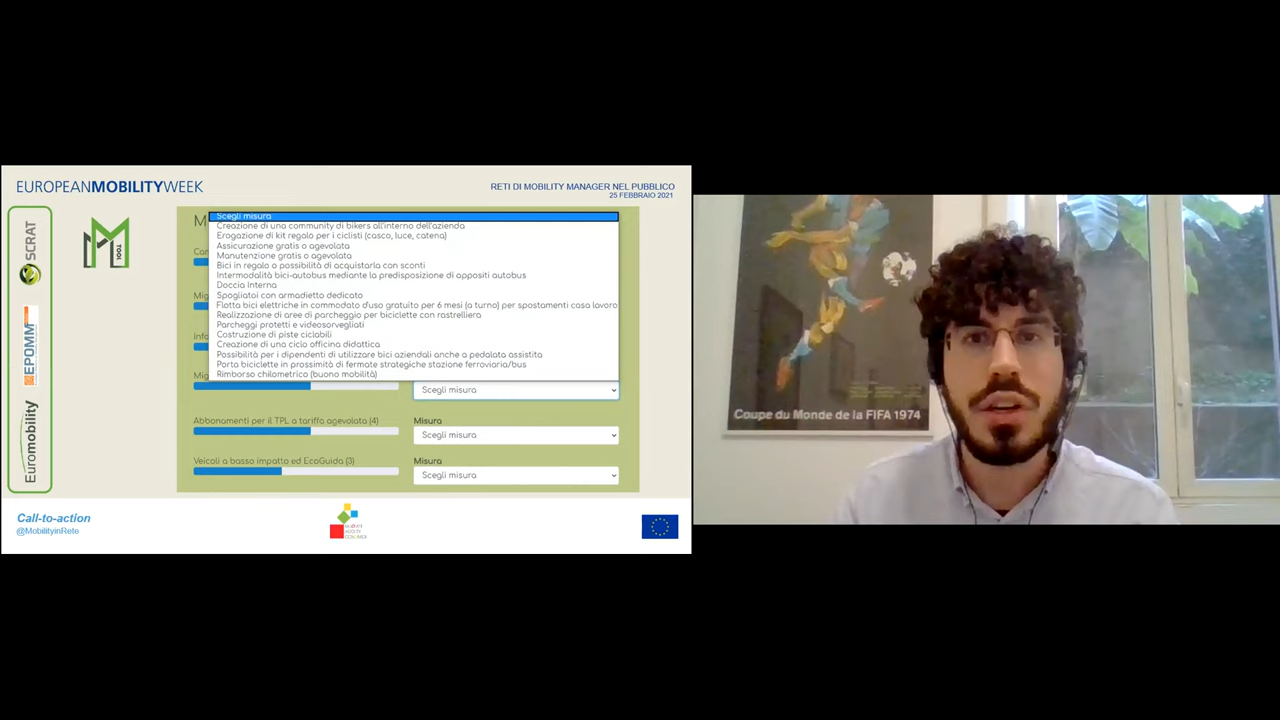 EUROPEANMOBILITYWEEK
RETI DI MOBILITY MANAGER NEL PUBBLICO
25 FEBBRAIO 2021
SCRAT
EPOMM
Euromobility
TOOL
M
Scegli misura
Creazione di una community di bikers all'interno dell'azienda
Erogazione di kit regalo per i ciclisti (casco, luce, catena)
Assicurazione gratis o agevolata
Manutenzione gratis o agevolata
Bici in regalo o possibilità di acquistarla con sconti
Intermodalità bici-autobus mediante la predisposizione di appositi autobus
Doccia Interna
Spogliatoi con armadietto dedicato
Flotta bici elettriche in commodato d'uso gratuito per 6 mesi (a turno) per spostamenti casa lavoro
Realizzazione di aree di parcheggio per biciclette con rastrelliera
Parcheggi protetti e videosorvegliati
Costruzione di piste ciclabili
Creazione di una ciclo officina didattica
Possibilità per i dipendenti di utilizzare bici aziendali anche a pedalata assistita
Porta biciclette in prossimità di fermate strategiche stazione ferroviaria/bus
Rimborso chilometrico (buono mobilità)
Scegli misura
Abbonamenti per il TPL a tariffa agevolata (4)
Misura
Scegli misura
Veicoli a basso impatto ed EcoGuida (3)
Misura
Scegli misura
Call-to-action
@MobilityinRete
Coupe du Monde de la FIFA 1974